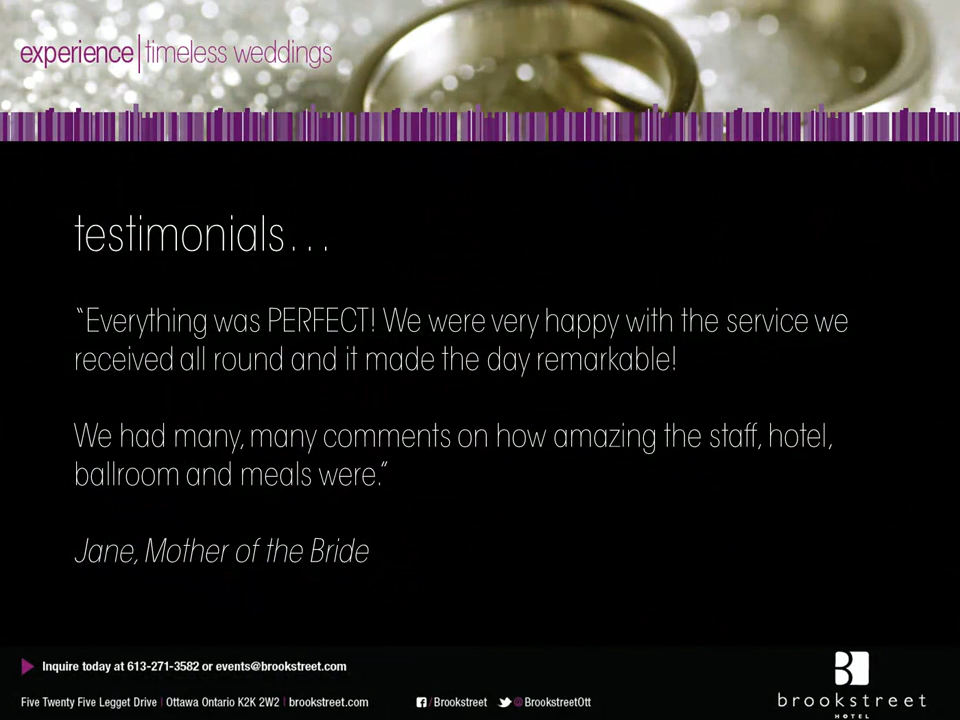 experience|timeless weddings
testimonials...
“Everything was PERFECT! We were very happy with the service we
received all round and it made the day remarkable!
We had many, many comments on how amazing the staff, hotel,
ballroom and meals were.”
Jane, Mother of the Bride
Inquire today at 613-271-3582 or events@brookstreet.com
Five Twenty Five Legget Drive | Ottawa Ontario K2K 2W2 | brookstreet.com
/Brookstreet @BrookstreetOtt
B
brookstreet
HOTEL